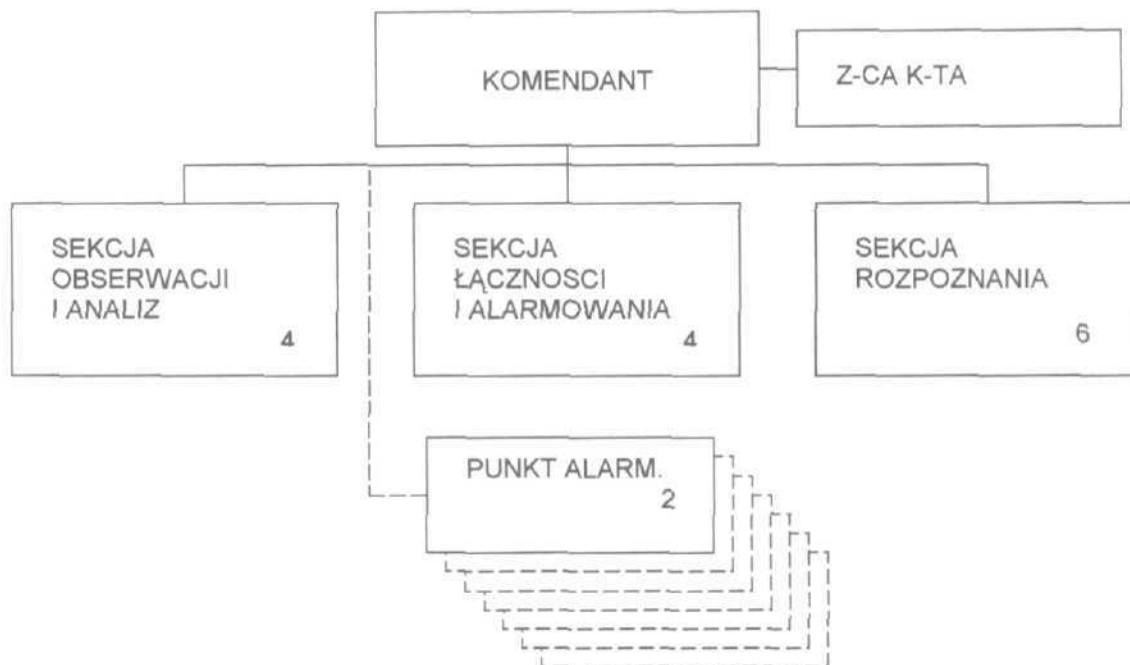 KOMENDANT
Z-CA K-TA
SEKCJA
OBSERWACJI
I ANALIZ
4
SEKCJA
ŁĄCZNOSCI
I ALARMOWANIA
4
SEKCJA
ROZPOZNANIA
6
PUNKT ALARM.
2